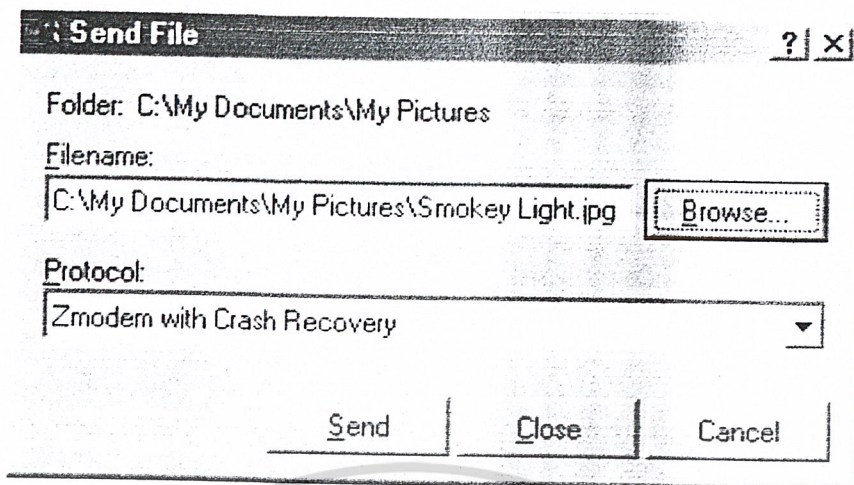 Send File
? ×
Folder: C:\My Documents\My Pictures
Filename:
C:\My Documents\My Pictures\Smokey Light.jpg
Browse...
Protocol:
Zmodem with Crash Recovery
Send Close Cancel